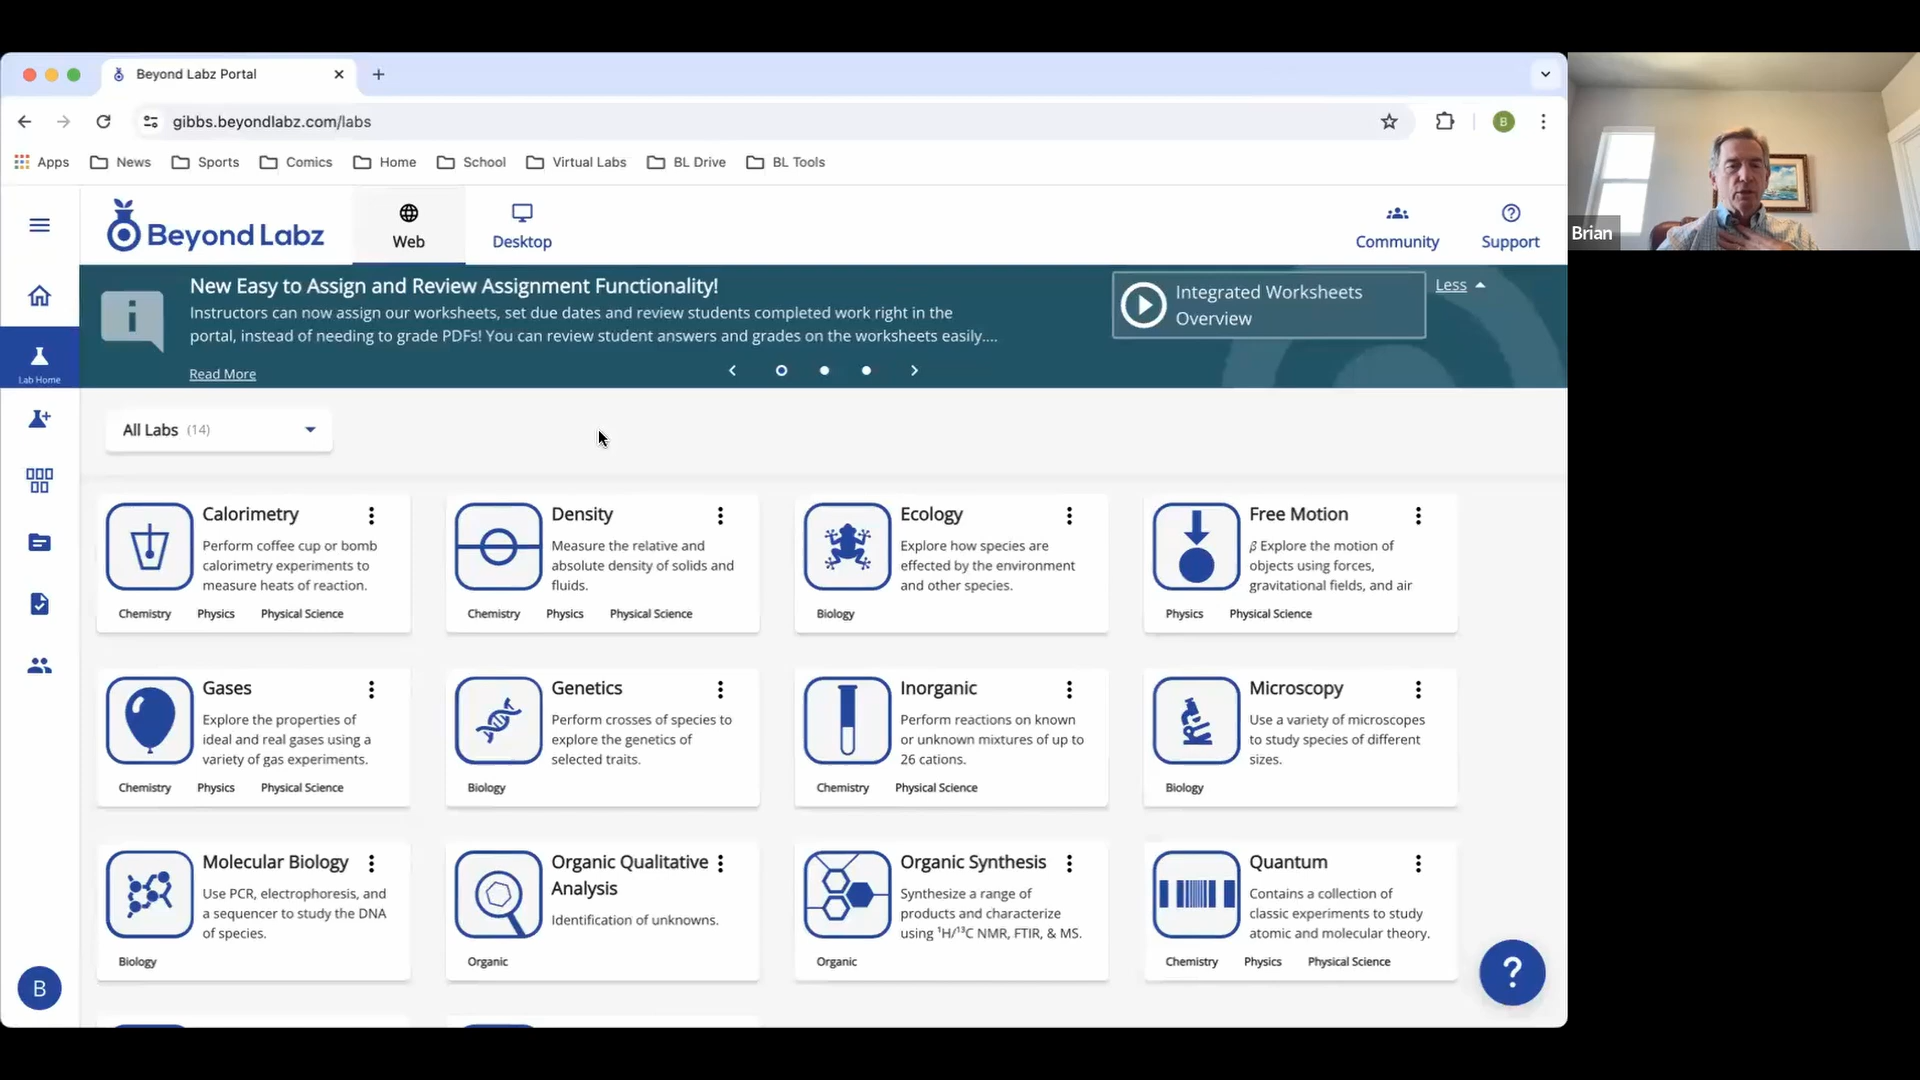 Beyond Labz Portal
gibbs.beyondlabz.com/labs
B
Apps
News
Sports
Comics
Home
School
Virtual Labs
BL Drive
BL Tools
Beyond Labz
Web
Desktop
Community
Support
Brian
New Easy to Assign and Review Assignment Functionality!
Instructors can now assign our worksheets, set due dates and review students completed work right in the
portal, instead of needing to grade PDFs! You can review student answers and grades on the worksheets easily....
Read More
Integrated Worksheets
Overview
Less
Lab Home
All Labs (14)
Calorimetry
Perform coffee cup or bomb
calorimetry experiments to
measure heats of reaction.
Chemistry Physics Physical Science
Density
Measure the relative and
absolute density of solids and
fluids.
Chemistry Physics Physical Science
Ecology
Explore how species are
effected by the environment
and other species.
Biology
Free Motion
β Explore the motion of
objects using forces,
gravitational fields, and air
Physics Physical Science
Gases
Explore the properties of
ideal and real gases using a
variety of gas experiments.
Chemistry Physics Physical Science
Genetics
Perform crosses of species to
explore the genetics of
selected traits.
Biology
Inorganic
Perform reactions on known
or unknown mixtures of up to
26 cations.
Chemistry Physical Science
Microscopy
Use a variety of microscopes
to study species of different
sizes.
Biology
Molecular Biology
Use PCR, electrophoresis, and
a sequencer to study the DNA
of species.
Biology
Organic Qualitative
Analysis
Identification of unknowns.
Organic
Organic Synthesis
Synthesize a range of
products and characterize
using ¹H/¹³C NMR, FTIR, & MS.
Organic
Quantum
Contains a collection of
classic experiments to study
atomic and molecular theory.
Chemistry Physics Physical Science
B
?